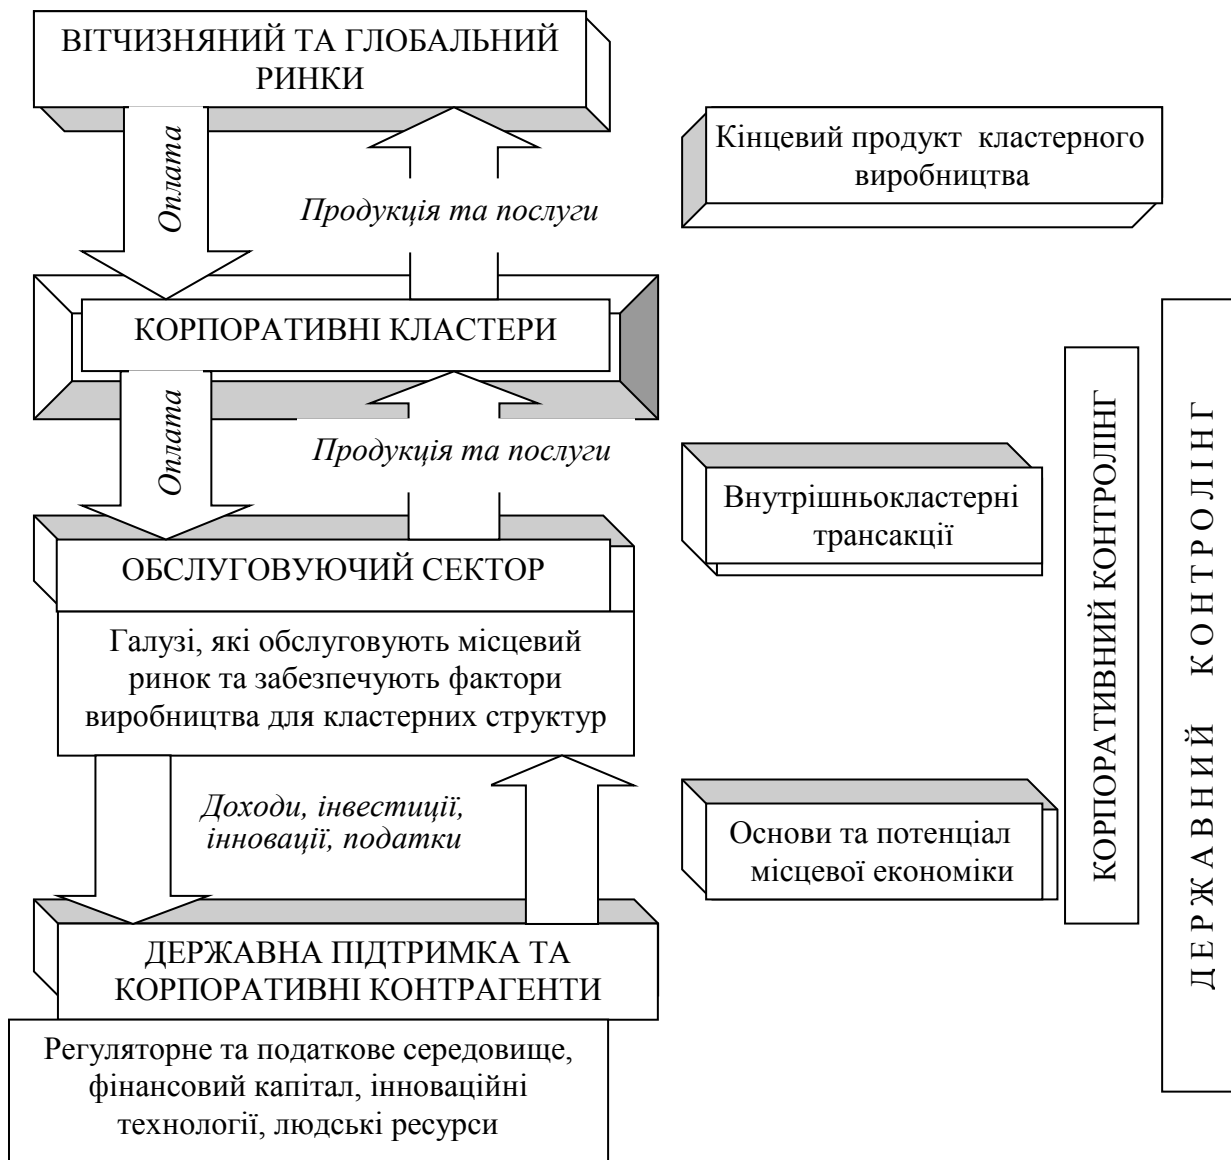 ВІТЧИЗНЯНИЙ ТА ГЛОБАЛЬНИЙ
РИНКИ
Оплата
Продукція та послуги
Кінцевий продукт кластерного
виробництва
КОРПОРАТИВНІ КЛАСТЕРИ
Оплата
Продукція та послуги
Внутрішньокластерні
трансакції
ОБСЛУГОВУЮЧИЙ СЕКТОР
Галузі, які обслуговують місцевий
ринок та забезпечують фактори
виробництва для кластерних структур
Доходи, інвестиції,
інновації, податки
Основи та потенціал
місцевої економіки
ДЕРЖАВНА ПІДТРИМКА ТА
КОРПОРАТИВНІ КОНТРАГЕНТИ
Регуляторне та податкове середовище,
фінансовий капітал, інноваційні
технології, людські ресурси
КОРПОРАТИВНИЙ КОНТРОЛІНГ
ДЕРЖАВНИЙ КОНТРОЛІНГ